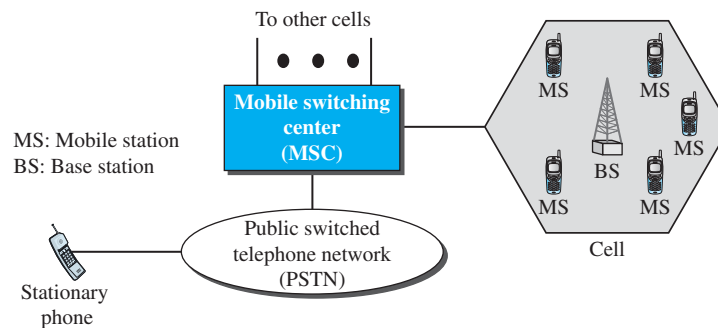 To other cells
Mobile switching
center
(MSC)
MS: Mobile station
BS: Base station
MS
MS
MS
BS
MS
MS
Cell
Public switched
telephone network
(PSTN)
Stationary
phone